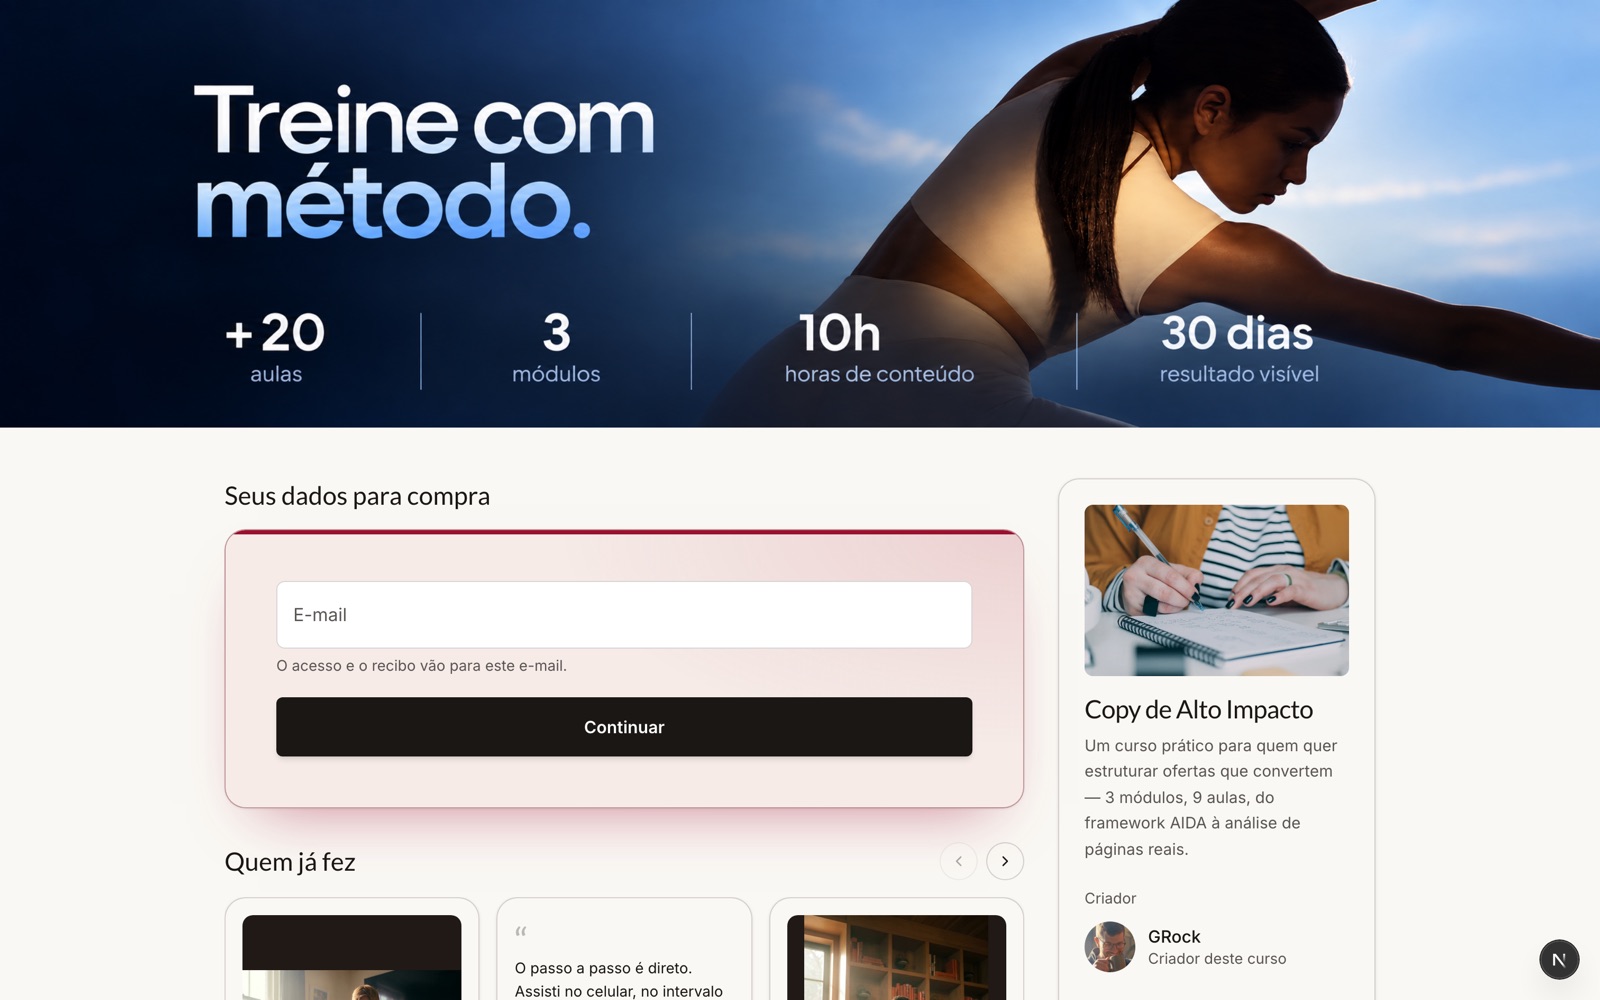 Treine com
método.
+20
aulas
3
módulos
10h
horas de conteúdo
30 dias
resultado visível
Seus dados para compra
E-mail
O acesso e o recibo vão para este e-mail.
Continuar
Quem já fez
“
O passo a passo é direto.
Assisti no celular, no intervalo
Copy de Alto Impacto
Um curso prático para quem quer
estruturar ofertas que convertem
— 3 módulos, 9 aulas, do
framework AIDA à análise de
páginas reais.
Criador
GRock
Criador deste curso
N